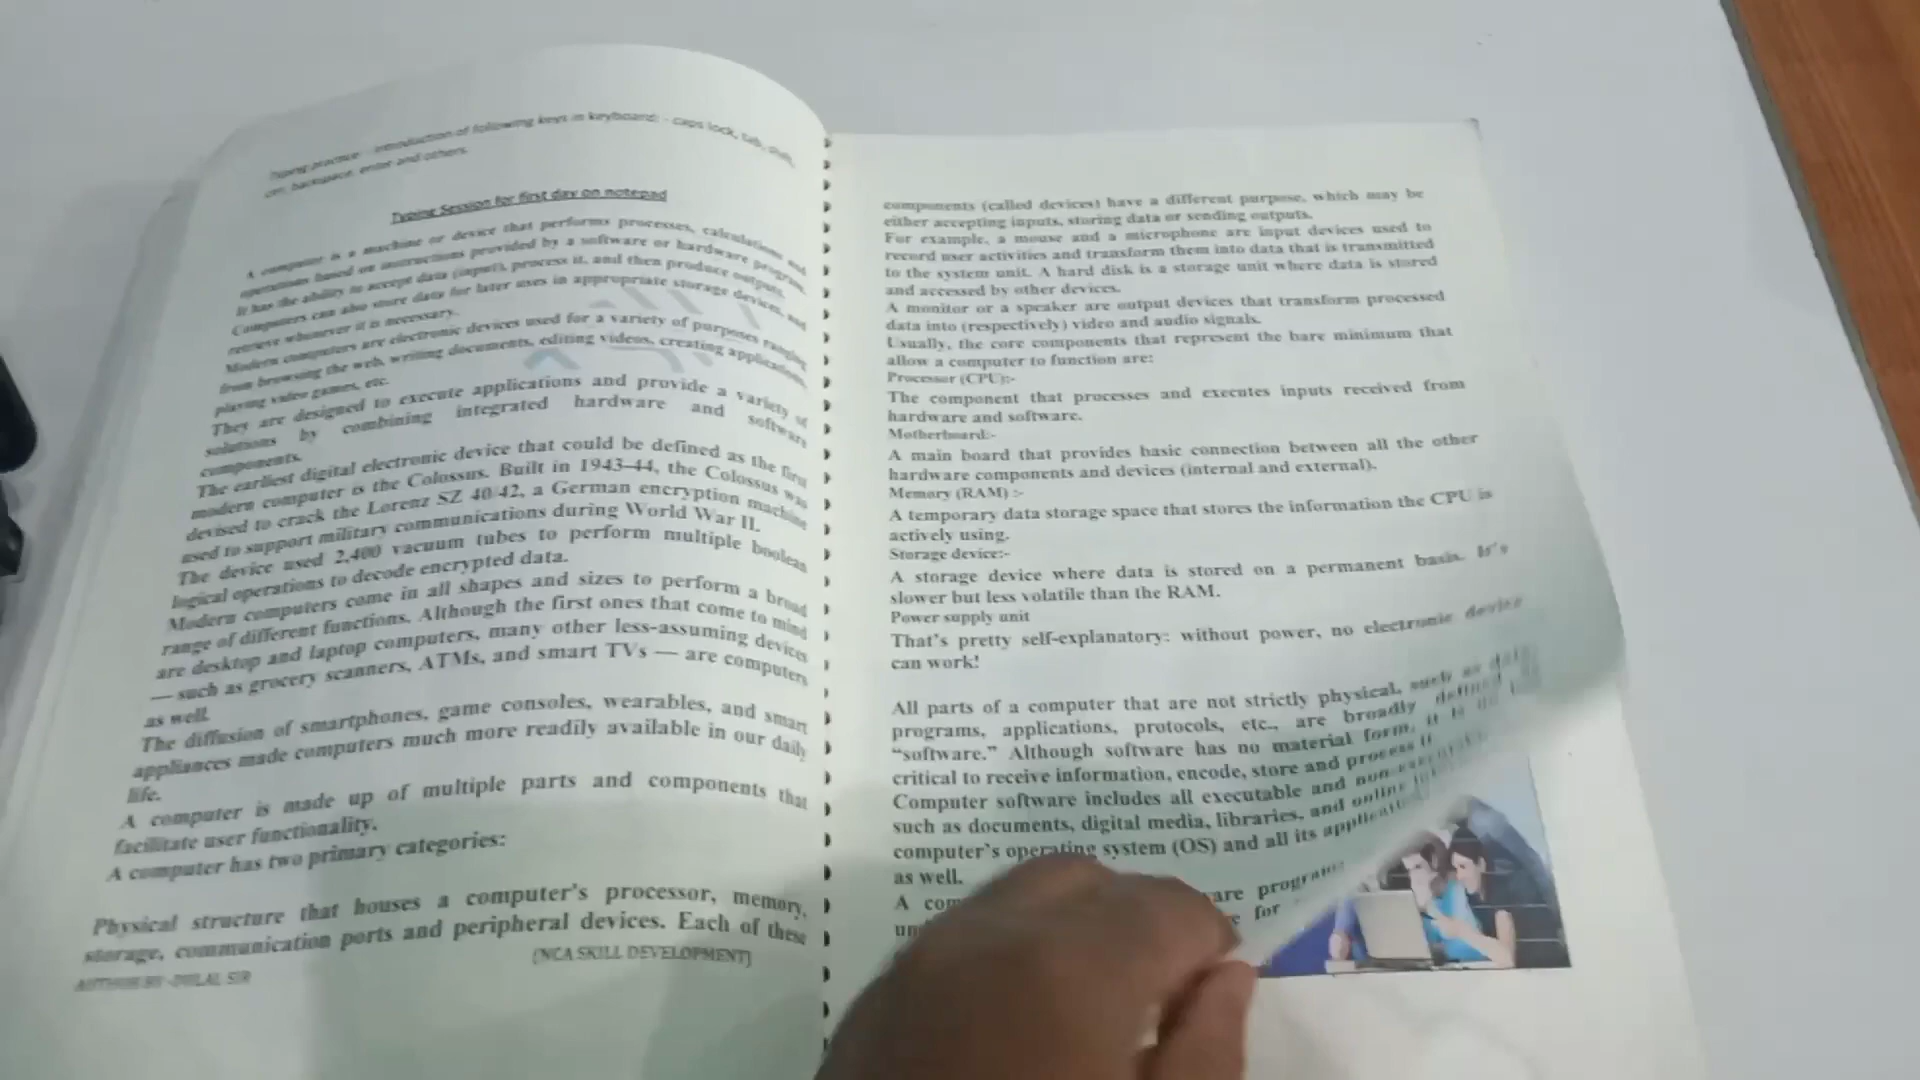 Typing practice - introduction of following keys in keyboard: - caps lock, tab, shift,
ctrl, backspace, enter and others.
Typing Session for first day on notepad
A computer is a machine or device that performs processes, calculations and
operations based on instructions provided by a software or hardware program.
It has the ability to accept data (input), process it, and then produce outputs.
Computers can also store data for later uses in appropriate storage devices, and
retrieve whenever it is necessary.
Modern computers are electronic devices used for a variety of purposes ranging
from browsing the web, writing documents, editing videos, creating applications,
playing video games, etc.
They are designed to execute applications and provide a variety of
solutions by combining integrated hardware and software
components.
The earliest digital electronic device that could be defined as the first
modern computer is the Colossus. Built in 1943–44, the Colossus was
devised to crack the Lorenz SZ 40/42, a German encryption machine
used to support military communications during World War II.
The device used 2,400 vacuum tubes to perform multiple boolean
logical operations to decode encrypted data.
Modern computers come in all shapes and sizes to perform a broad
range of different functions. Although the first ones that come to mind
are desktop and laptop computers, many other less-assuming devices
— such as grocery scanners, ATMs, and smart TVs — are computers
as well.
The diffusion of smartphones, game consoles, wearables, and smart
appliances made computers much more readily available in our daily
life.
A computer is made up of multiple parts and components that
facilitate user functionality.
A computer has two primary categories:
Physical structure that houses a computer's processor, memory,
storage, communication ports and peripheral devices. Each of these
(NCA SKILL DEVELOPMENT)
AUTHOR BY -DULAL SIR
components (called devices) have a different purpose, which may be
either accepting inputs, storing data or sending outputs.
For example, a mouse and a microphone are input devices used to
record user activities and transform them into data that is transmitted
to the system unit. A hard disk is a storage unit where data is stored
and accessed by other devices.
A monitor or a speaker are output devices that transform processed
data into (respectively) video and audio signals.
Usually, the core components that represent the bare minimum that
allow a computer to function are:
Processor (CPU):-
The component that processes and executes inputs received from
hardware and software.
Motherboard:-
A main board that provides basic connection between all the other
hardware components and devices (internal and external).
Memory (RAM) :-
A temporary data storage space that stores the information the CPU is
actively using.
Storage device:-
A storage device where data is stored on a permanent basis. It's
slower but less volatile than the RAM.
Power supply unit
That's pretty self-explanatory: without power, no electronic device
can work!
All parts of a computer that are not strictly physical, such as data,
programs, applications, protocols, etc., are broadly defined
“software.” Although software has no material form, it is
critical to receive information, encode, store and process it
Computer software includes all executable and
such as documents, digital media, libraries, and online
computer's operating system (OS) and all its
as well.
A
for